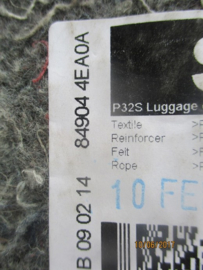 84904 4EA0A
B 09 02 14
S
P32S Luggage
Textile >P
Reinforcer >P
Felt >P
Rope >P
10 FE